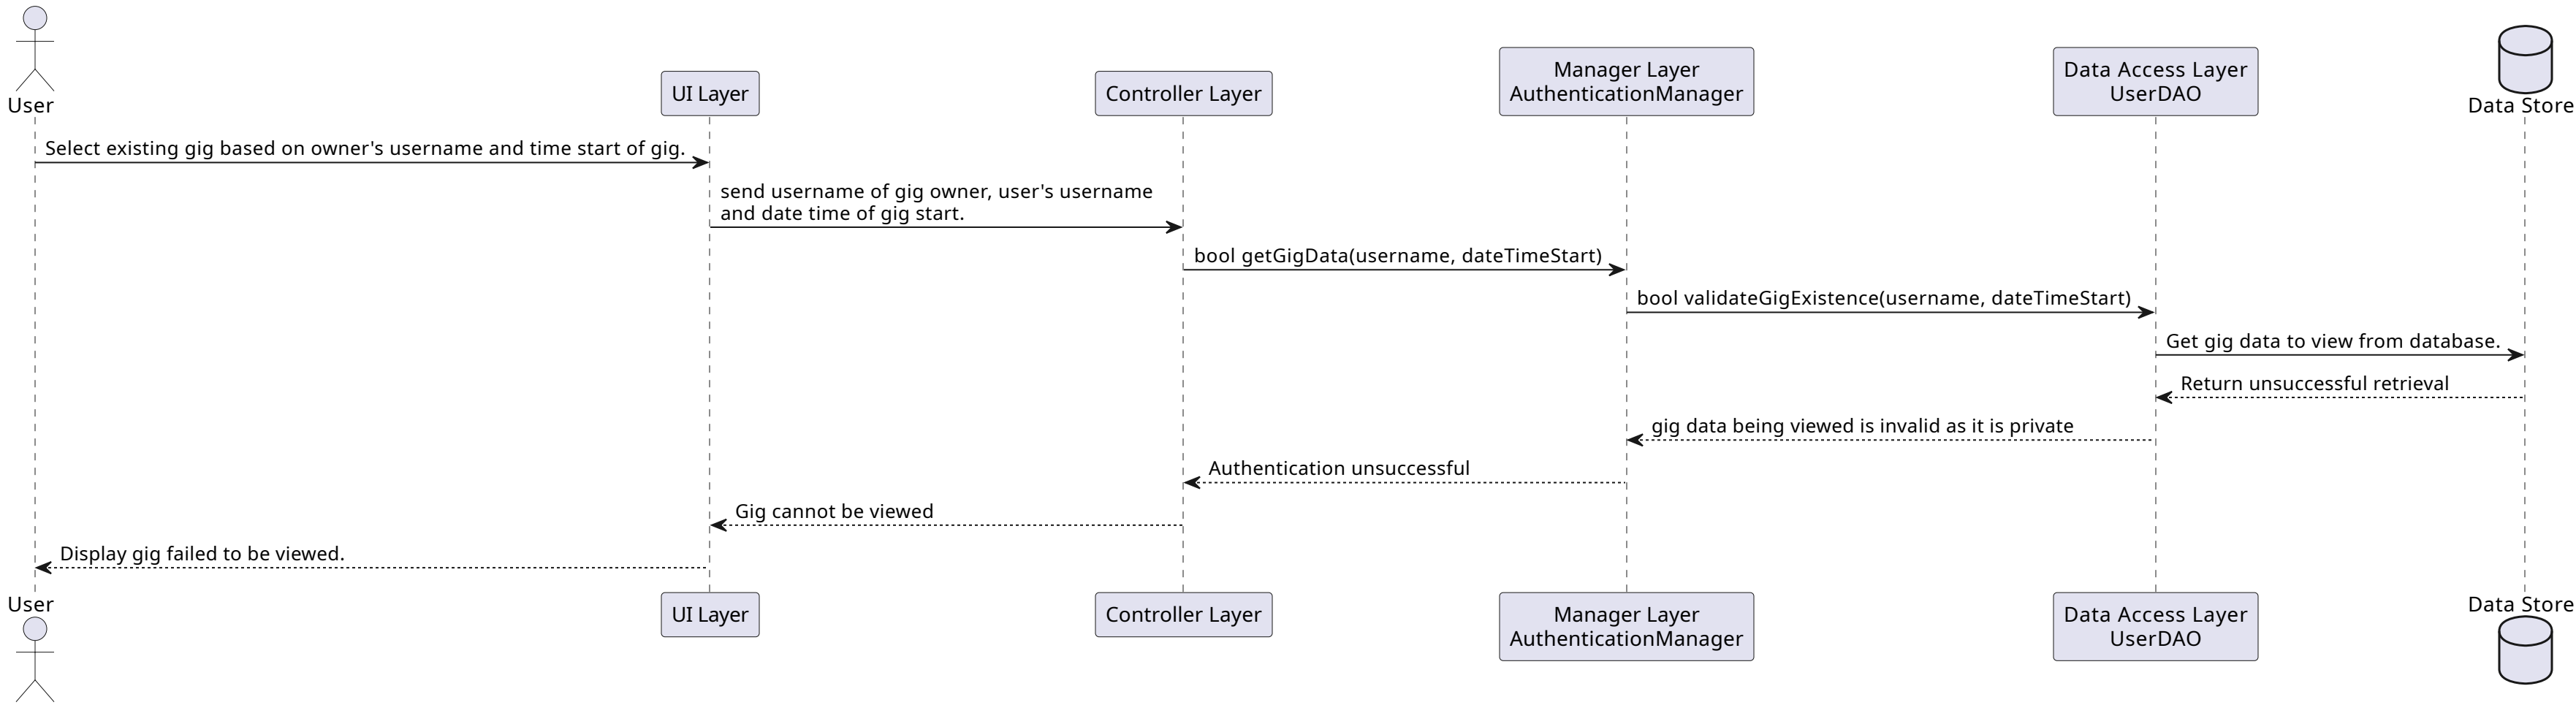 User
UI Layer
Controller Layer
Manager Layer
AuthenticationManager
Data Access Layer
UserDAO
Data Store
Select existing gig based on owner's username and time start of gig.
send username of gig owner, user's username
and date time of gig start.
bool getGigData(username, dateTimeStart)
bool validateGigExistence(username, dateTimeStart)
Get gig data to view from database.
Return unsuccessful retrieval
gig data being viewed is invalid as it is private
Authentication unsuccessful
Gig cannot be viewed
Display gig failed to be viewed.
User
UI Layer
Controller Layer
Manager Layer
AuthenticationManager
Data Access Layer
UserDAO
Data Store